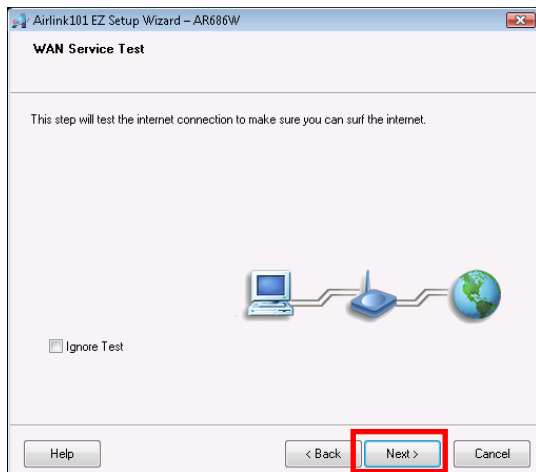 Airlink101 EZ Setup Wizard – AR686W
WAN Service Test
This step will test the internet connection to make sure you can surf the internet.
Ignore Test
Help < Back Next > Cancel